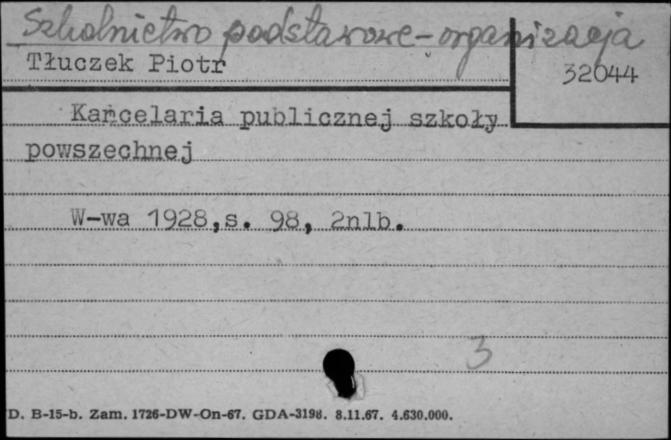 Szkolnictwo podstawowe - organizacja
Tłuczek Piotr
32044
Kancelaria publicznej szkoły
powszechnej
W-wa 1928,s. 98, 2nlb.
3
D. B-15-b. Zam. 1726-DW-On-67. GDA-3198. 8.11.67. 4.630.000.